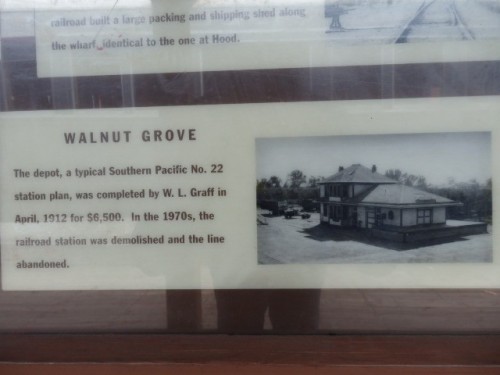 railroad built a large packing and shipping shed along
the wharf identical to the one at Hood.
WALNUT GROVE
The depot, a typical Southern Pacific No. 22
station plan, was completed by W. L. Graff in
April, 1912 for $6,500. In the 1970s, the
railroad station was demolished and the line
abandoned.